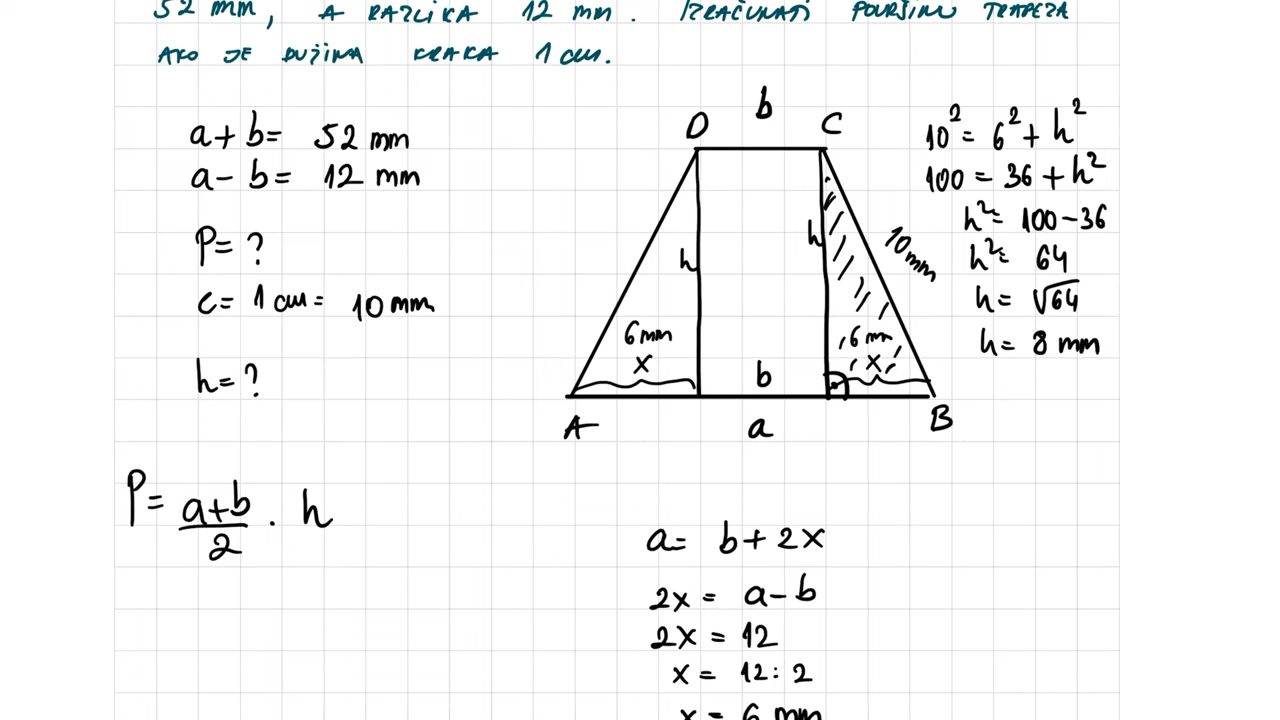 52 mm, A RAZLIKA 12 mm. IZRAČUNATI POVRŠINU TRAPEZA
AKO JE DUŽINA KRAKA 1 cm.
a+b= 52 mm
a-b= 12 mm
P= ?
c= 1 cm= 10 mm
h= ?
P= a+b/2 · h
b
D C
h
h
10 mm
6 mm
x
b
6 mm
x
A
a
B
10²= 6²+ h²
100 = 36 + h²
h²= 100-36
h²= 64
h= √64
h= 8 mm
a= b+2x
2x = a-b
2x = 12
x = 12:2
x = 6 mm